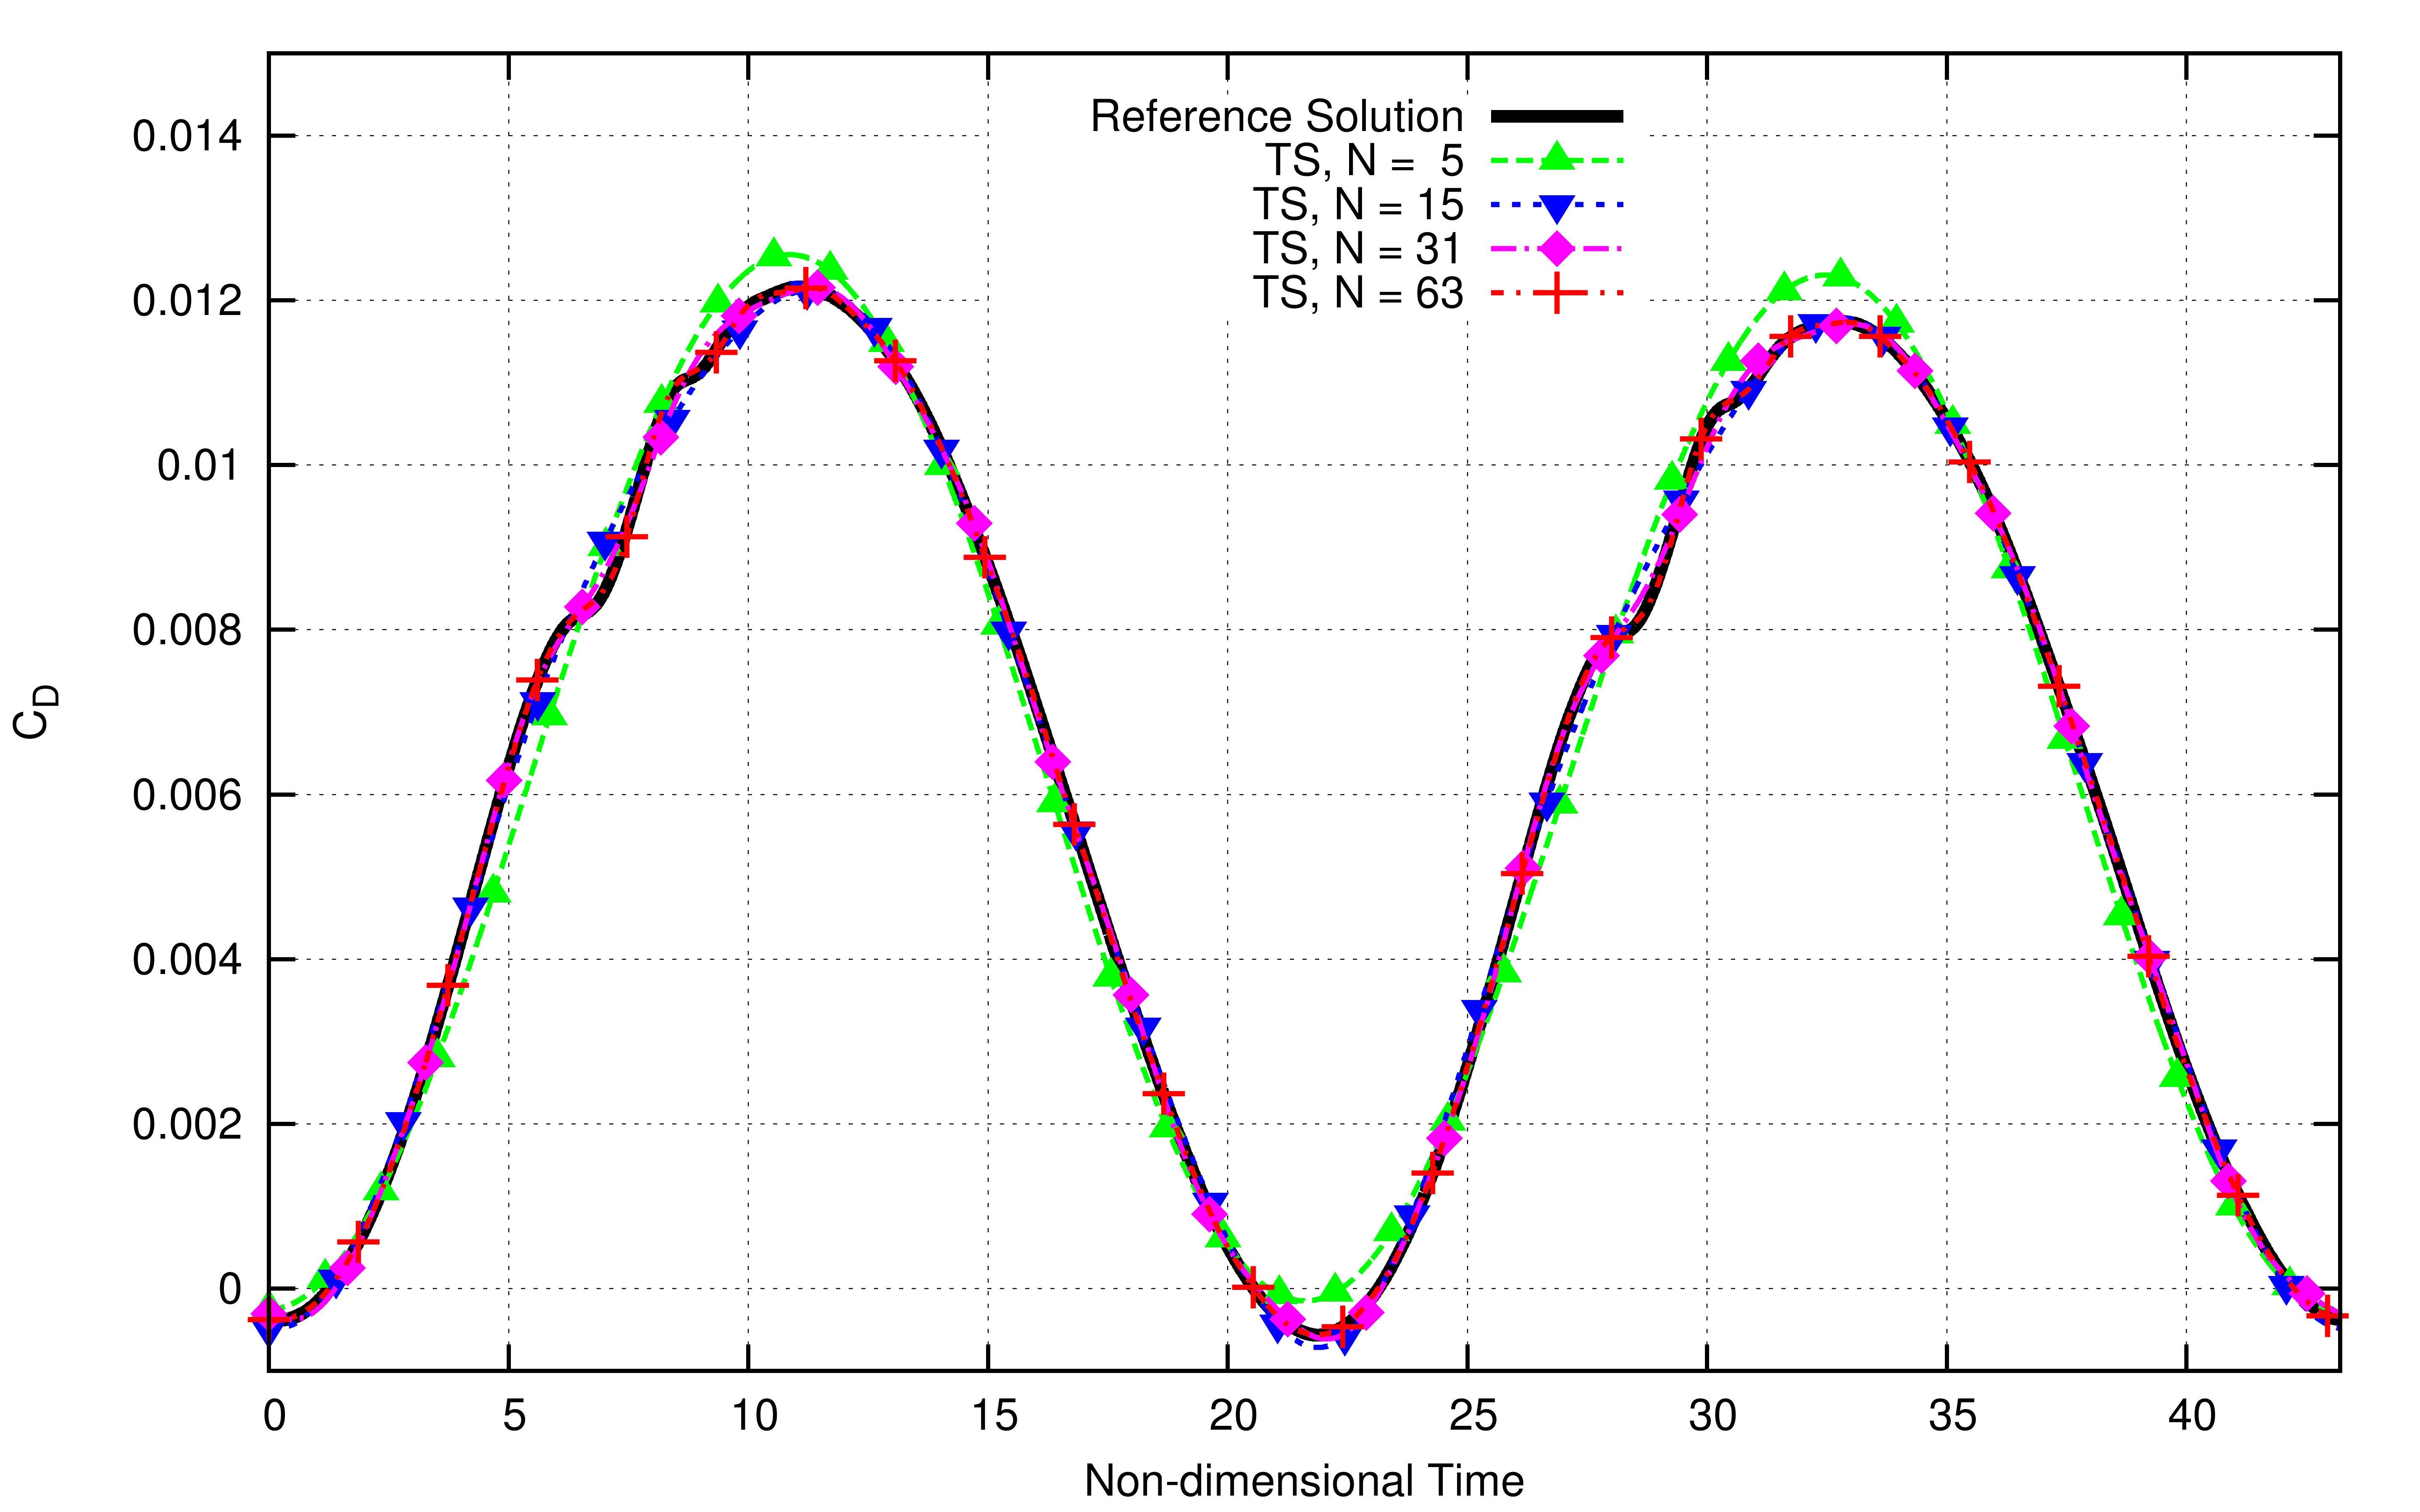 Reference Solution
TS, N = 5
TS, N = 15
TS, N = 31
TS, N = 63
0.014
0.012
0.01
0.008
0.006
0.004
0.002
0
C_D
0 5 10 15 20 25 30 35 40
Non-dimensional Time